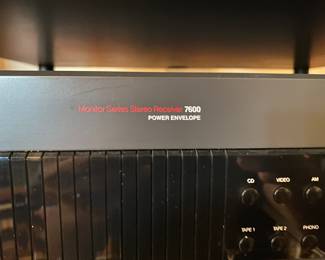 Monitor Series Stereo Receiver 7600
POWER ENVELOPE
CD VIDEO AM
TAPE 1 TAPE 2 PHONO